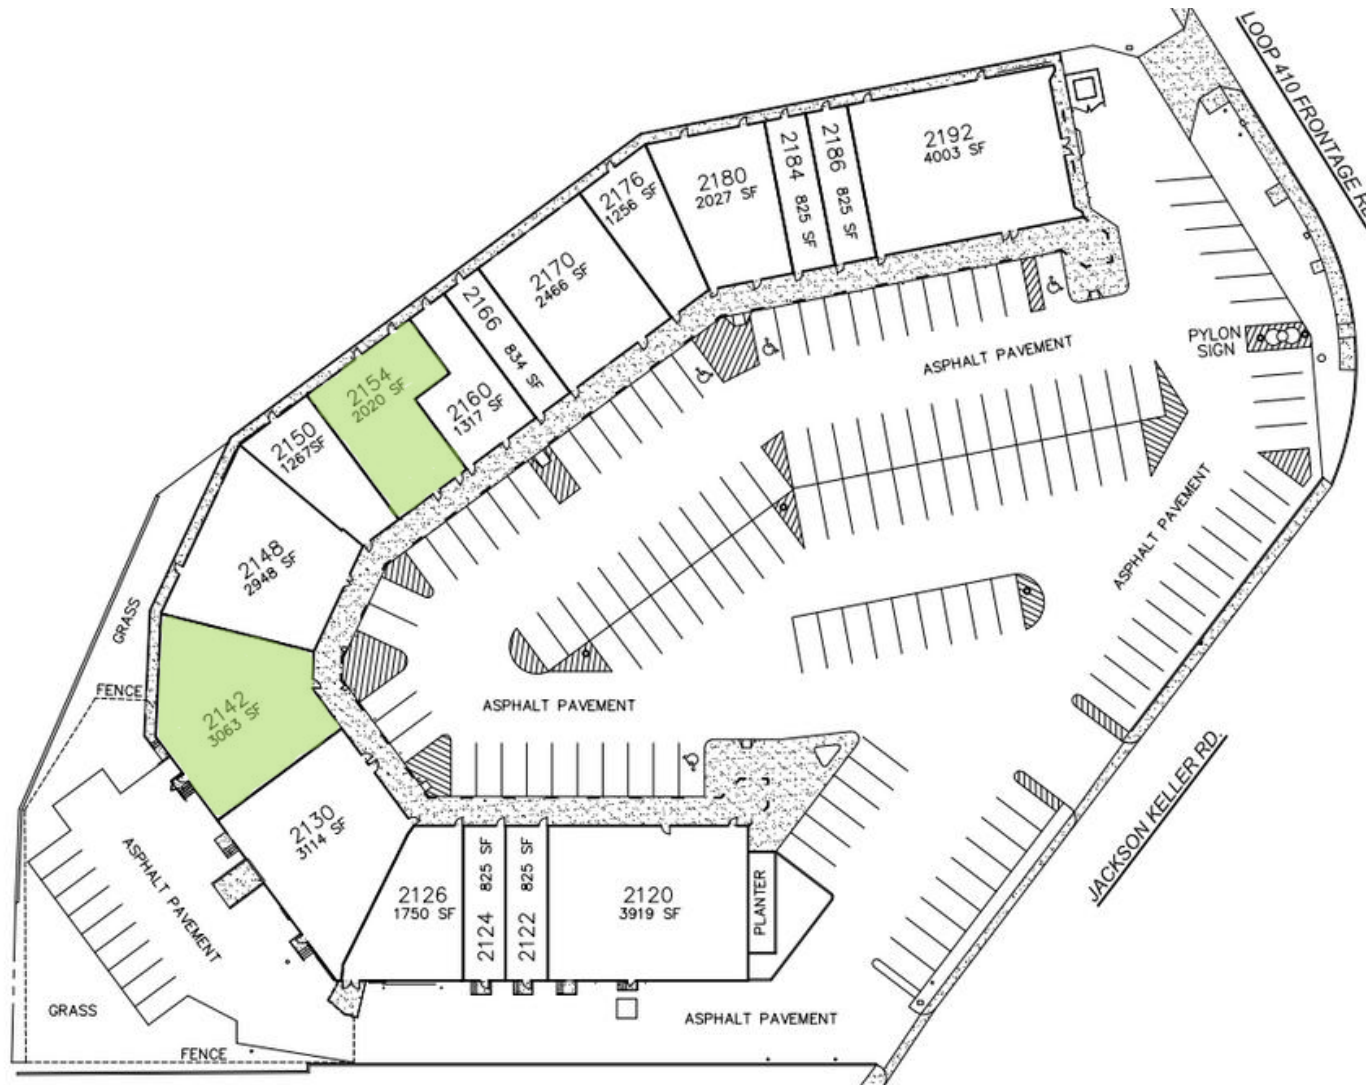 LOOP 410 FRONTAGE RD
2192
4003 SF
2186 825 SF
2184 825 SF
2180
2027 SF
2176
1256 SF
2170
2466 SF
2166 834 SF
2160
1317 SF
2154
2020 SF
2150
1267SF
2148
2948 SF
2142
3063 SF
2130
3114 SF
2126
1750 SF
2124 825 SF
2122 825 SF
2120
3919 SF
PLANTER
PYLON
SIGN
ASPHALT PAVEMENT
ASPHALT PAVEMENT
ASPHALT PAVEMENT
GRASS
FENCE
ASPHALT PAVEMENT
GRASS
FENCE
ASPHALT PAVEMENT
JACKSON KELLER RD.